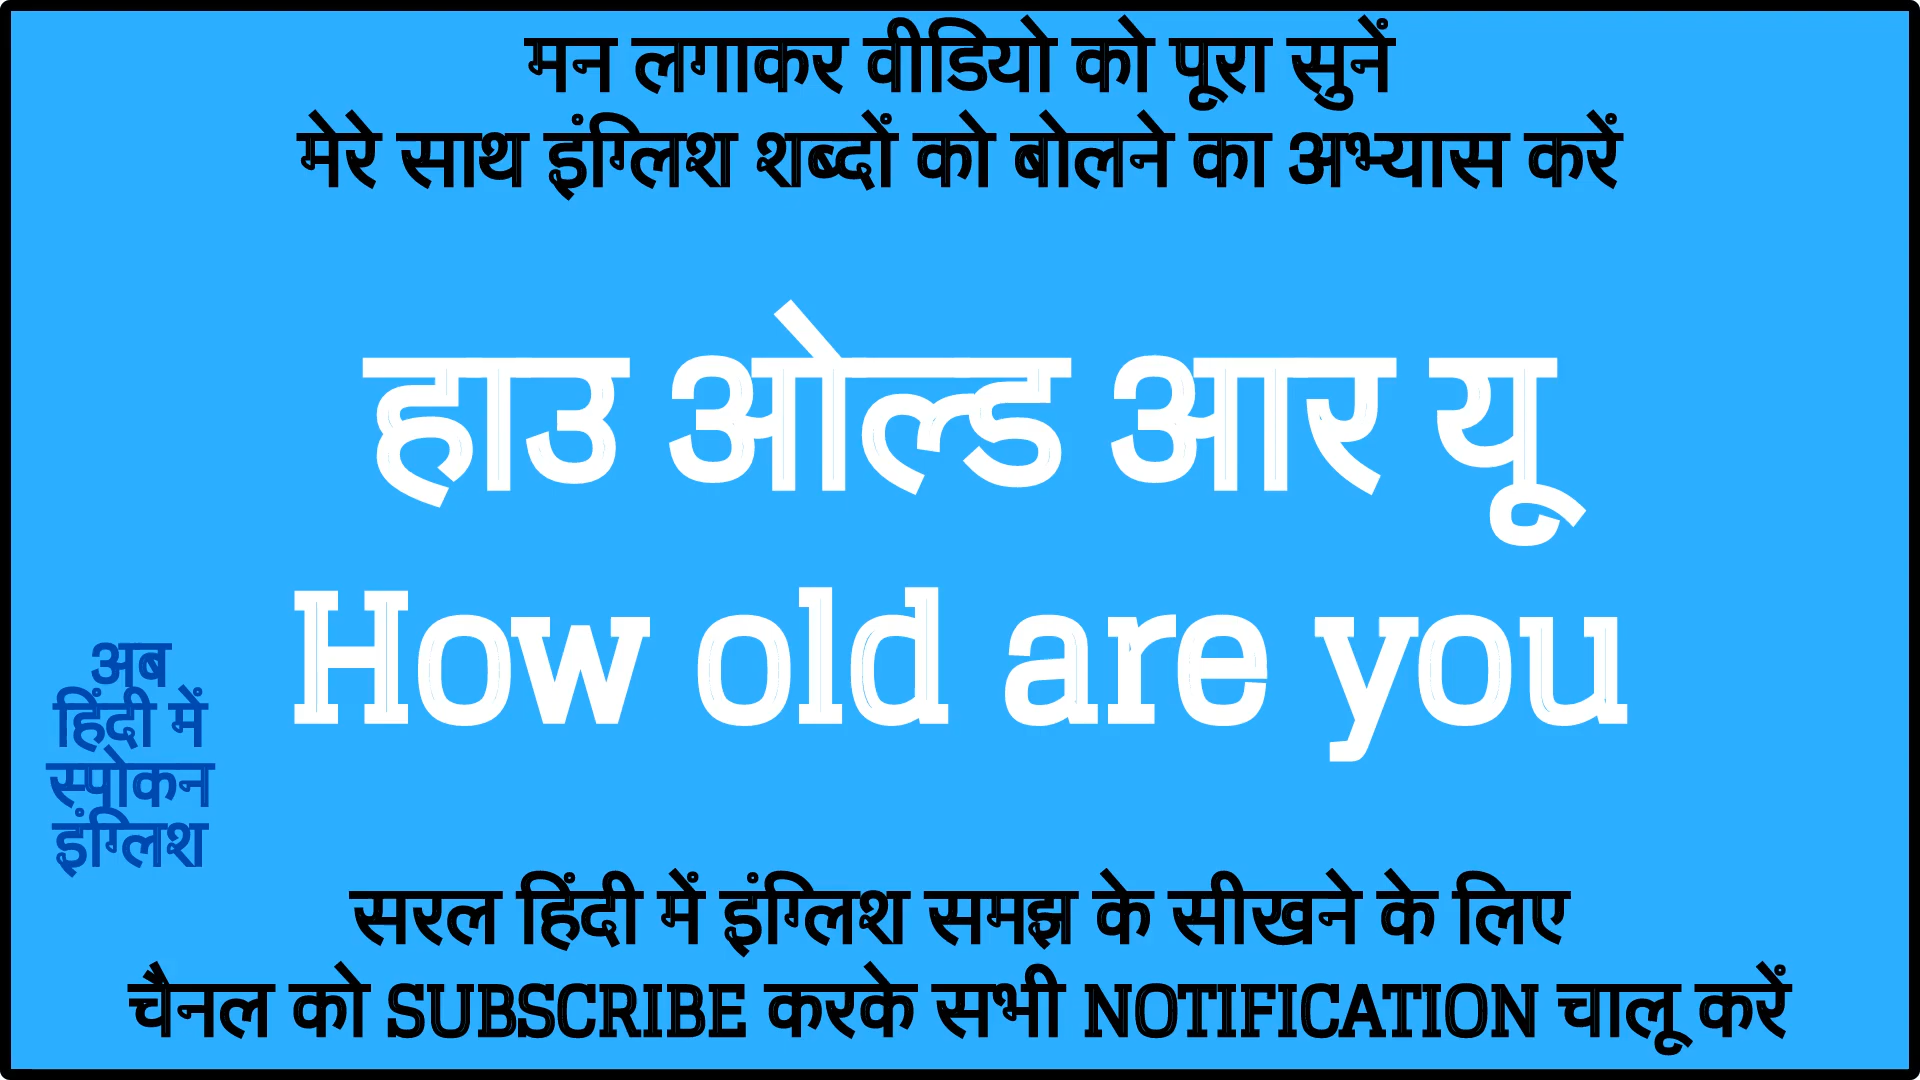 मन लगाकर वीडियो को पूरा सुनें
मेरे साथ इंग्लिश शब्दों को बोलने का अभ्यास करें
हाउ ओल्ड आर यू
How old are you
अब
हिंदी में
स्पोकन
इंग्लिश
सरल हिंदी में इंग्लिश समझ के सीखने के लिए
चैनल को SUBSCRIBE करके सभी NOTIFICATION चालू करें